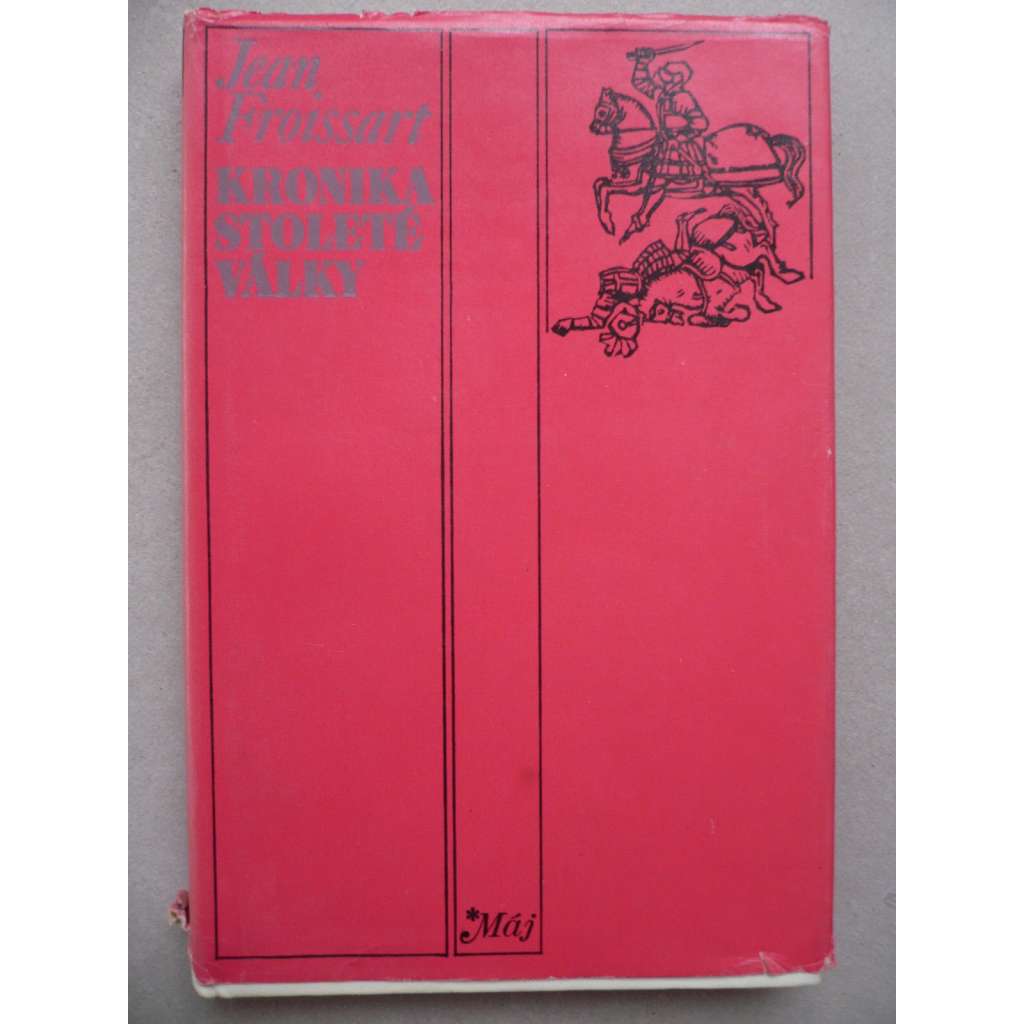 Jean
Froissart
KRONIKA
STOLETÉ
VÁLKY
*Máj